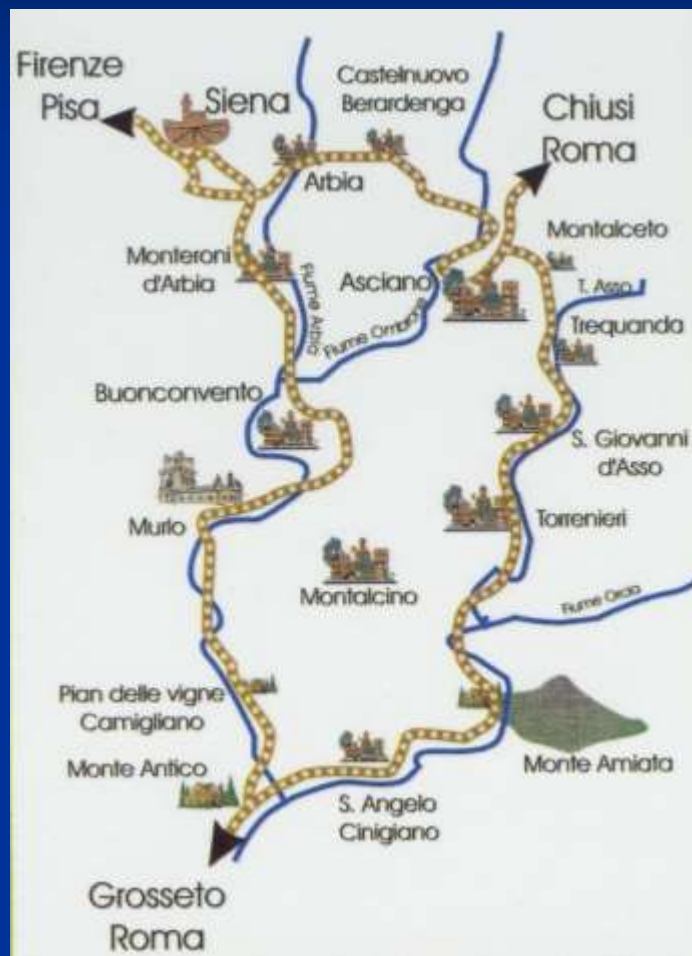 Firenze
Pisa
Siena
Castelnuovo
Berardenga
Chiusi
Roma
Arbia
Monteroni
d'Arbia
Fiume Arbia
Asciano
Montalceto
T. Asso
Fiume Ombrone
Trequanda
Buonconvento
S. Giovanni
d'Asso
Murlo
Torrenieri
Montalcino
Fiume Orcia
Pian delle vigne
Camigliano
Monte Antico
Monte Amiata
S. Angelo
Cinigiano
Grosseto
Roma